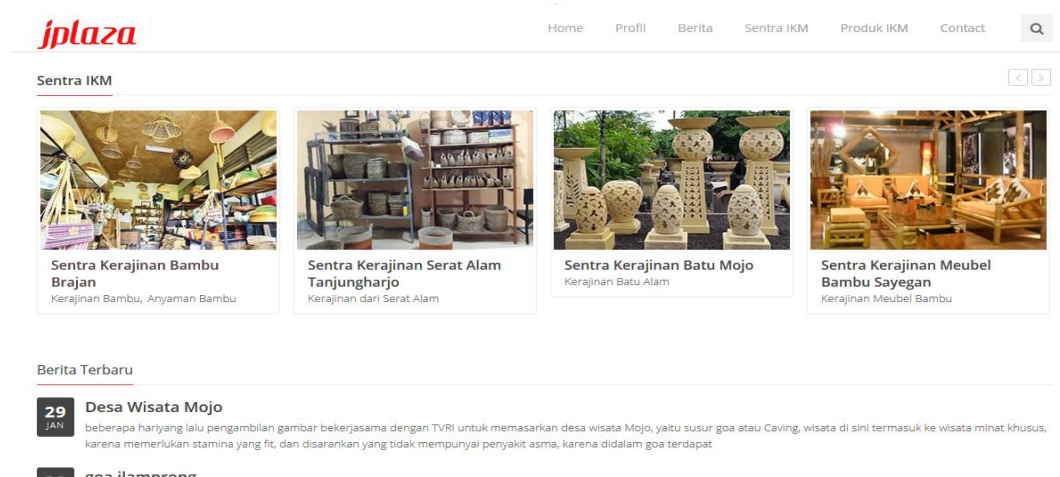 jplaza
Home Profil Berita Sentra IKM Produk IKM Contact
Sentra IKM
Sentra Kerajinan Bambu
Brajan
Kerajinan Bambu, Anyaman Bambu
Sentra Kerajinan Serat Alam
Tanjungharjo
Kerajinan dari Serat Alam
Sentra Kerajinan Batu Mojo
Kerajinan Batu Alam
Sentra Kerajinan Meubel
Bambu Sayegan
Kerajinan Meubel Bambu
Berita Terbaru
29
JAN
Desa Wisata Mojo
beberapa hariyang lalu pengambilan gambar bekerjasama dengan TVRI untuk memasarkan desa wisata Mojo, yaitu susur goa atau Caving, wisata di sini termasuk ke wisata minat khusus,
karena memerlukan stamina yang fit, dan disarankan yang tidak mempunyai penyakit asma, karena didalam goa terdapat
goa jlamprong